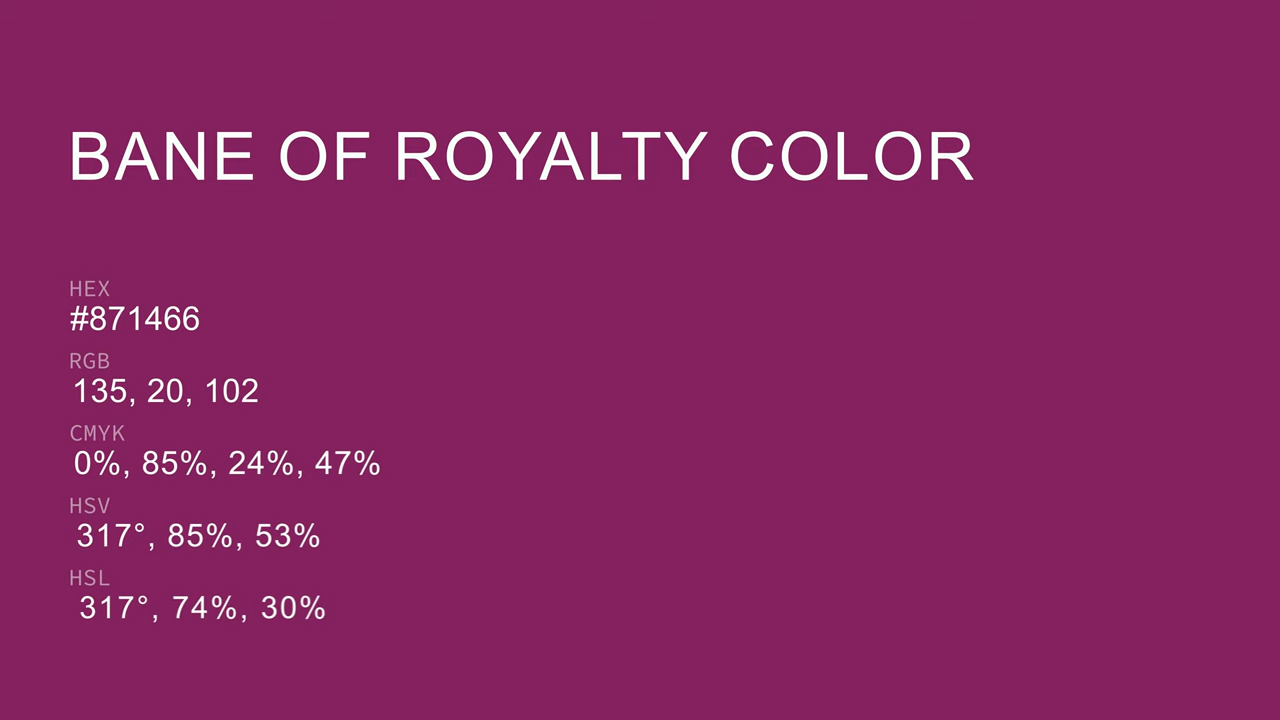 BANE OF ROYALTY COLOR
HEX
#871466
RGB
135, 20, 102
CMYK
0%, 85%, 24%, 47%
HSV
317°, 85%, 53%
HSL
317°, 74%, 30%